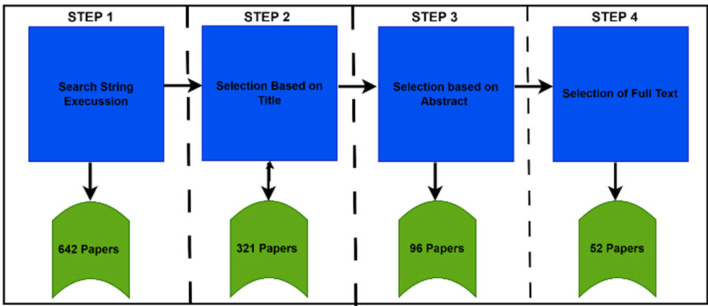 STEP 1
STEP 2
STEP 3
STEP 4
Search String
Execussion
Selection Based on
Title
Selection based on
Abstract
Selection of Full Text
642 Papers
321 Papers
96 Papers
52 Papers